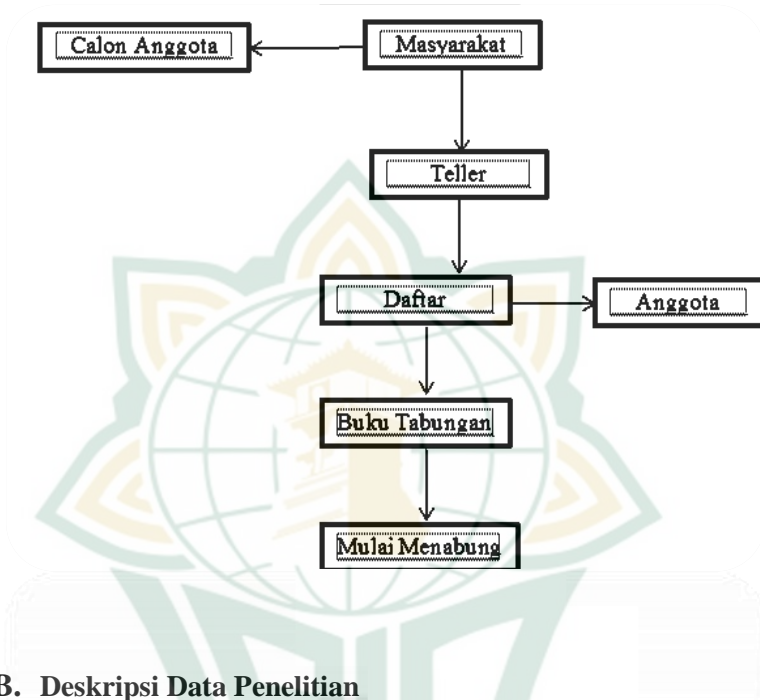 Calon Anggota
Masyarakat
Teller
Daftar
Anggota
Buku Tabungan
Mulai Menabung
B. Deskripsi Data Penelitian